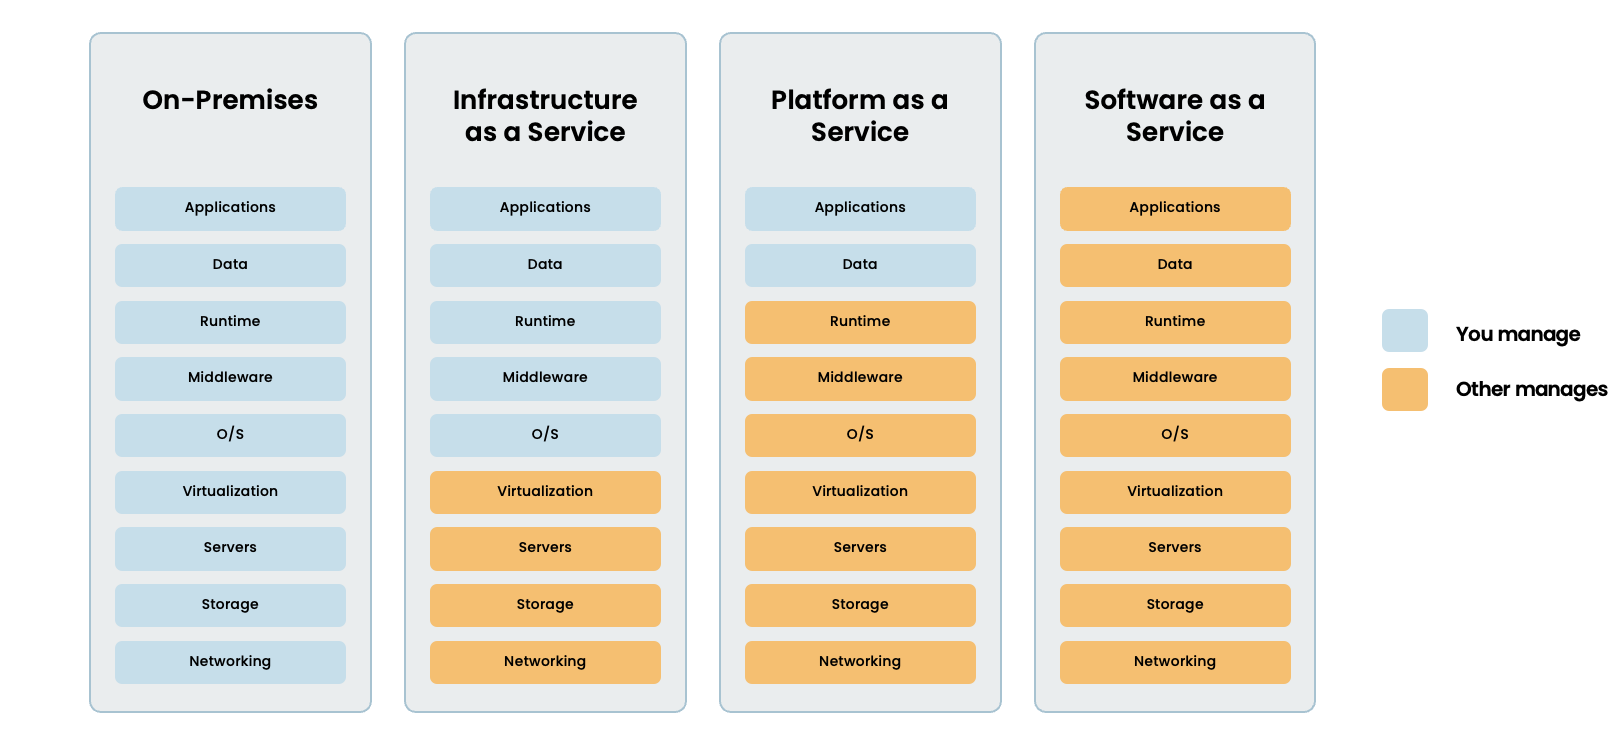 On-Premises
Applications
Data
Runtime
Middleware
O/S
Virtualization
Servers
Storage
Networking
Infrastructure
as a Service
Applications
Data
Runtime
Middleware
O/S
Virtualization
Servers
Storage
Networking
Platform as a
Service
Applications
Data
Runtime
Middleware
O/S
Virtualization
Servers
Storage
Networking
Software as a
Service
Applications
Data
Runtime
Middleware
O/S
Virtualization
Servers
Storage
Networking
You manage
Other manages